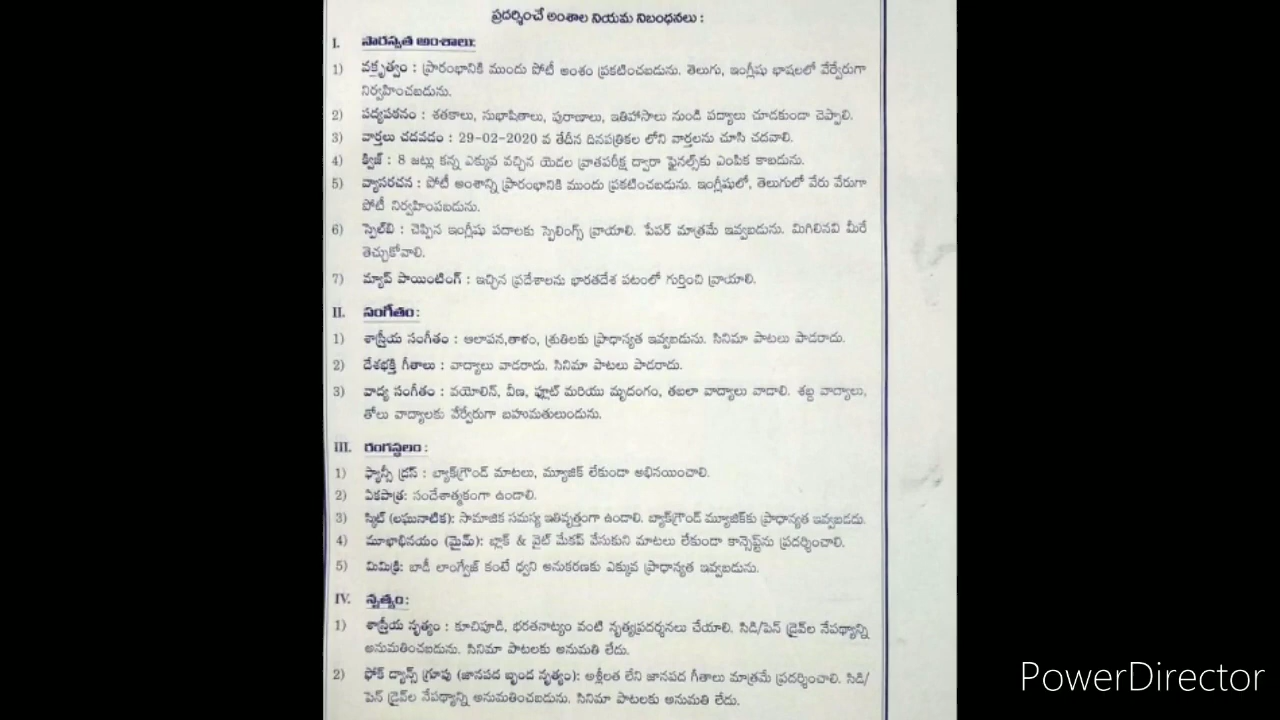 ప్రదర్శించే అంశాల నియమ నిబంధనలు :
I. సారస్వత అంశాలు:
1) వక్తృత్వం : ప్రారంభానికి ముందు పోటీ అంశం ప్రకటించబడును. తెలుగు, ఇంగ్లీషు భాషలలో వేర్వేరుగా
నిర్వహించబడును.
2) పద్యపఠనం : శతకాలు, సుభాషితాలు, పురాణాలు, ఇతిహాసాలు నుండి పద్యాలు చూడకుండా చెప్పాలి.
3) వార్తలు చదవడం : 29-02-2020 వ తేదీన దినపత్రికల లోని వార్తలను చూసి చదవాలి.
4) క్విజ్ : 8 జట్లు కన్న ఎక్కువ వచ్చిన యెడల వ్రాతపరీక్ష ద్వారా ఫైనల్స్‌కు ఎంపిక కాబడును.
5) వ్యాసరచన : పోటీ అంశాన్ని ప్రారంభానికి ముందు ప్రకటించబడును. ఇంగ్లీషులో, తెలుగులో వేరు వేరుగా
పోటీ నిర్వహింపబడును.
6) స్పెల్‌బి : చెప్పిన ఇంగ్లీషు పదాలకు స్పెలింగ్స్ వ్రాయాలి. పేపర్ మాత్రమే ఇవ్వబడును. మిగిలినవి మీరే
తెచ్చుకోవాలి.
7) మ్యాప్ పాయింటింగ్ : ఇచ్చిన ప్రదేశాలను భారతదేశ పటంలో గుర్తించి వ్రాయాలి.
II. సంగీతం:
1) శాస్త్రీయ సంగీతం : ఆలాపన,తాళం, శ్రుతిలకు ప్రాధాన్యత ఇవ్వబడును. సినిమా పాటలు పాడరాదు.
2) దేశభక్తి గీతాలు : వాద్యాలు వాడరాదు. సినిమా పాటలు పాడరాదు.
3) వాద్య సంగీతం : వయోలిన్, వీణ, ఫ్లూట్ మరియు మృదంగం, తబలా వాద్యాలు వాడాలి. శబ్ద వాద్యాలు,
తోలు వాద్యాలకు వేర్వేరుగా బహుమతులుండును.
III. రంగస్థలం:
1) ఫ్యాన్సీ డ్రస్ : బ్యాక్‌గ్రౌండ్ మాటలు, మ్యూజిక్ లేకుండా అభినయించాలి.
2) ఏకపాత్ర: సందేశాత్మకంగా ఉండాలి.
3) స్కిట్ (లఘునాటిక): సామాజిక సమస్య ఇతివృత్తంగా ఉండాలి. బ్యాక్‌గ్రౌండ్ మ్యూజిక్‌కు ప్రాధాన్యత ఇవ్వబడదు.
4) మూఖాభినయం (మైమ్): బ్లాక్ & వైట్ మేకప్ వేసుకుని మాటలు లేకుండా కాన్సెప్ట్‌ను ప్రదర్శించాలి.
5) మిమిక్రి: బాడీ లాంగ్వేజ్ కంటే ధ్వని అనుకరణకు ఎక్కువ ప్రాధాన్యత ఇవ్వబడును.
IV. నృత్యం:
1) శాస్త్రీయ నృత్యం : కూచిపూడి, భరతనాట్యం వంటి నృత్యప్రదర్శనలు చేయాలి. సిడి/పెన్ డ్రైవ్‌ల నేపథ్యాన్ని
అనుమతించబడును. సినిమా పాటలకు అనుమతి లేదు.
2) ఫోక్ డ్యాన్స్ గ్రూపు (జానపద బృంద నృత్యం): అశ్లీలత లేని జానపద గీతాలు మాత్రమే ప్రదర్శించాలి. సిడి/
పెన్ డ్రైవ్‌ల నేపథ్యాన్ని అనుమతించబడును. సినిమా పాటలకు అనుమతి లేదు.
PowerDirector